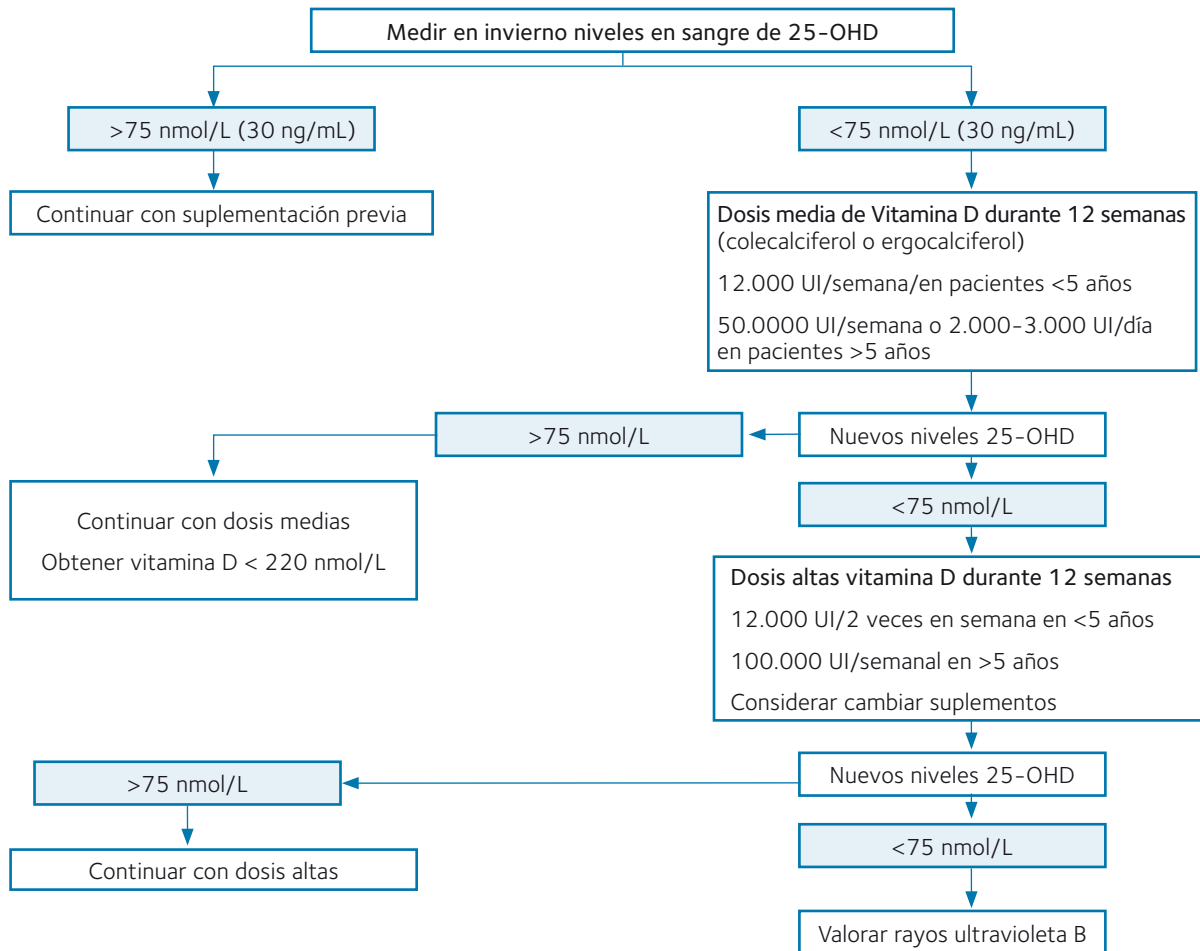 Medir en invierno niveles en sangre de 25-OHD
>75 nmol/L (30 ng/mL)
<75 nmol/L (30 ng/mL)
Continuar con suplementación previa
Dosis media de Vitamina D durante 12 semanas
(colecalciferol o ergocalciferol)
12.000 UI/semana/en pacientes <5 años
50.0000 UI/semana o 2.000-3.000 UI/día
en pacientes >5 años
>75 nmol/L
Nuevos niveles 25-OHD
<75 nmol/L
Continuar con dosis medias
Obtener vitamina D < 220 nmol/L
Dosis altas vitamina D durante 12 semanas
12.000 UI/2 veces en semana en <5 años
100.000 UI/semanal en >5 años
Considerar cambiar suplementos
>75 nmol/L
Nuevos niveles 25-OHD
<75 nmol/L
Continuar con dosis altas
Valorar rayos ultravioleta B